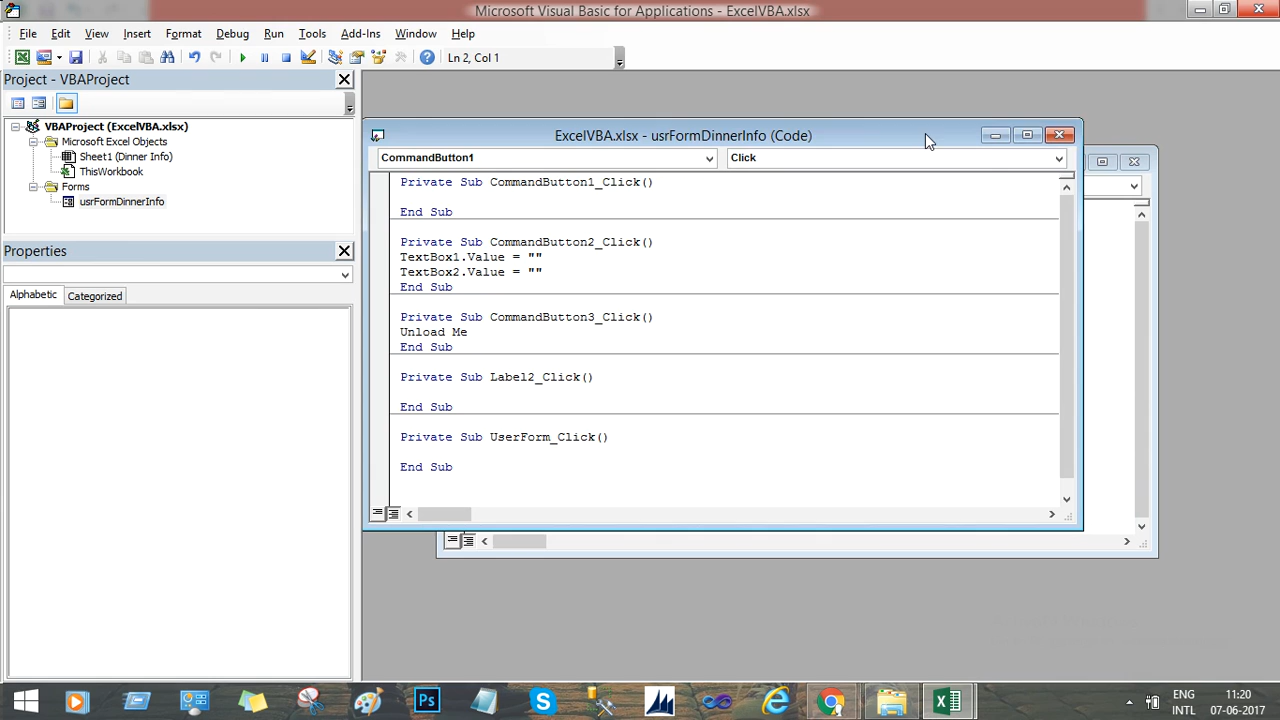 Microsoft Visual Basic for Applications - ExcelVBA.xlsx
File Edit View Insert Format Debug Run Tools Add-Ins Window Help
Ln 2, Col 1
Project - VBAProject
VBAProject (ExcelVBA.xlsx)
Microsoft Excel Objects
Sheet1 (Dinner Info)
ThisWorkbook
Forms
usrFormDinnerInfo
Properties
Alphabetic Categorized
ExcelVBA.xlsx - usrFormDinnerInfo (Code)
CommandButton1 Click
Private Sub CommandButton1_Click()
End Sub
Private Sub CommandButton2_Click()
TextBox1.Value = ""
TextBox2.Value = ""
End Sub
Private Sub CommandButton3_Click()
Unload Me
End Sub
Private Sub Label2_Click()
End Sub
Private Sub UserForm_Click()
End Sub
Ps
ENG 11:20
INTL 07-06-2017